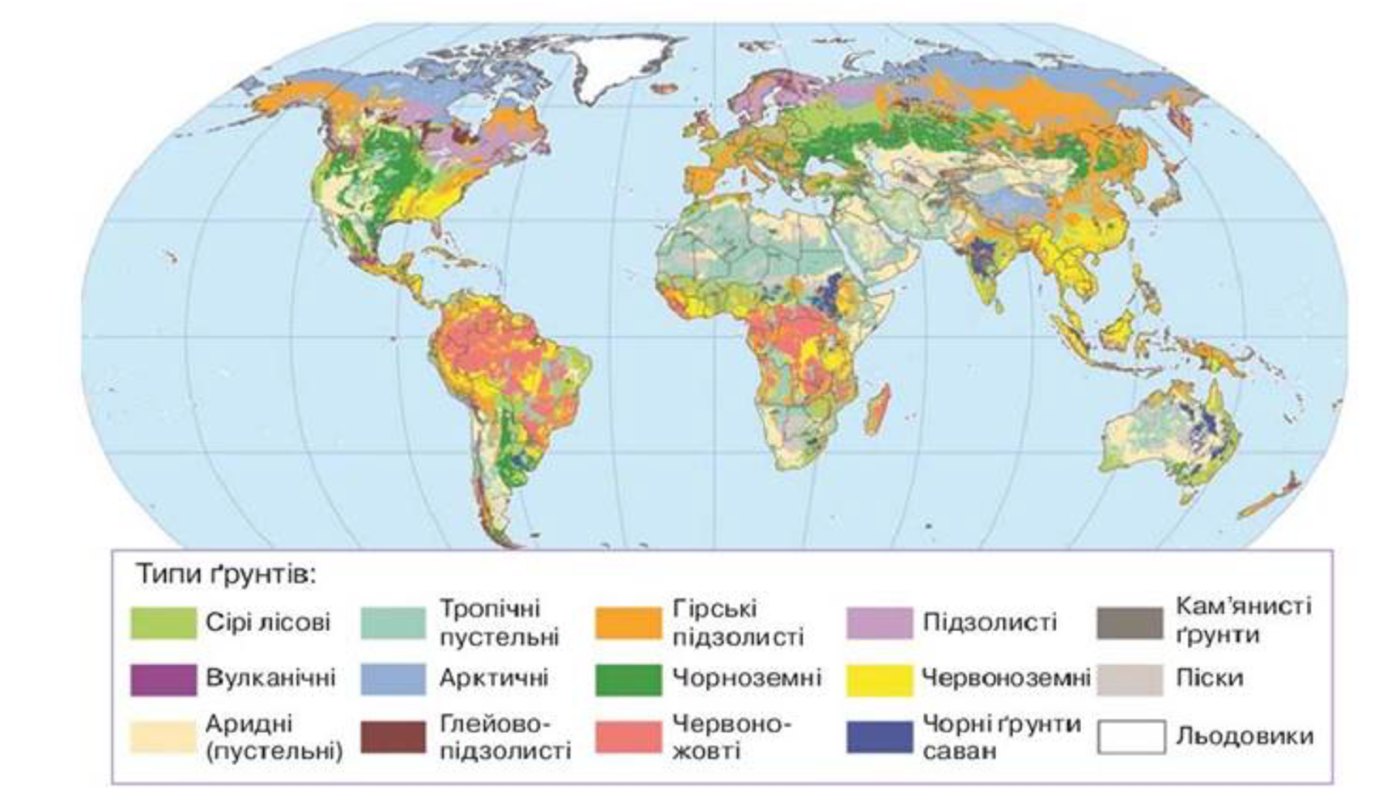 Типи ґрунтів:
Сірі лісові
Тропічні
пустельні
Гірські
підзолисті
Підзолисті
Кам’янисті
ґрунти
Вулканічні
Арктичні
Чорноземні
Червоноземні
Піски
Аридні
(пустельні)
Глейово-
підзолисті
Червоно-
жовті
Чорні ґрунти
саван
Льодовики